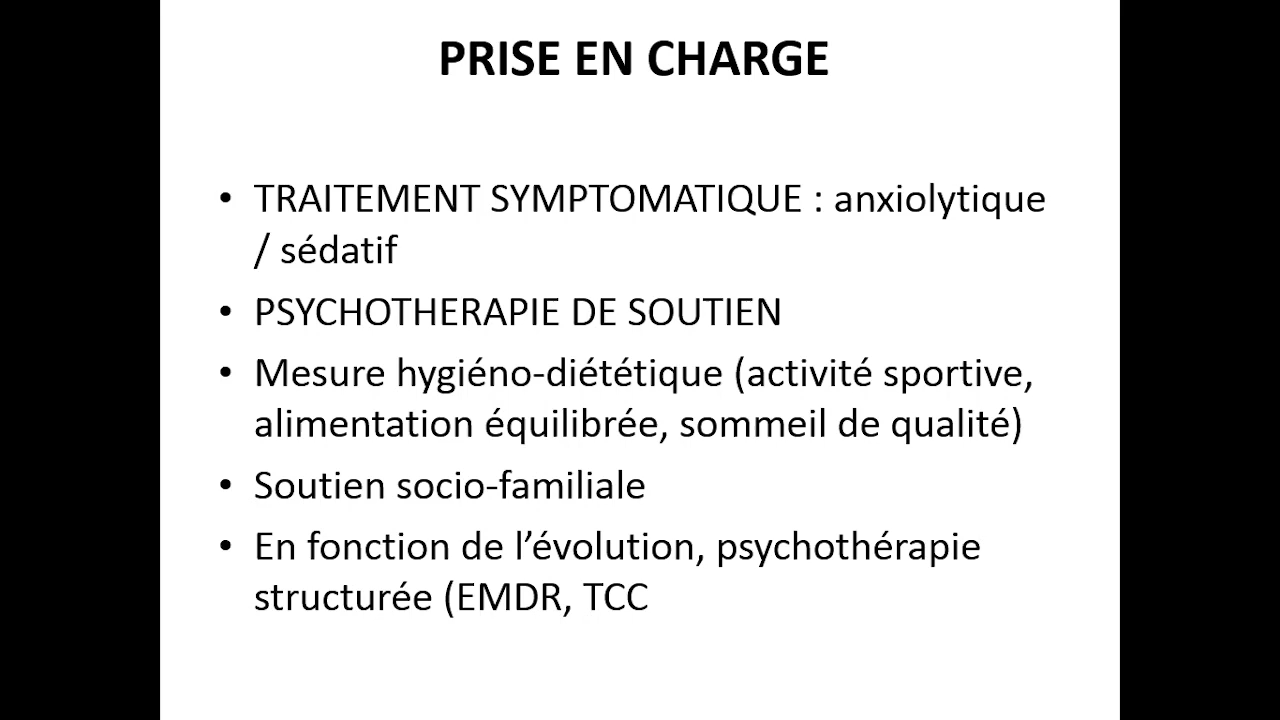 PRISE EN CHARGE
• TRAITEMENT SYMPTOMATIQUE : anxiolytique
/ sédatif
• PSYCHOTHERAPIE DE SOUTIEN
• Mesure hygiéno-diététique (activité sportive,
alimentation équilibrée, sommeil de qualité)
• Soutien socio-familiale
• En fonction de l’évolution, psychothérapie
structurée (EMDR, TCC